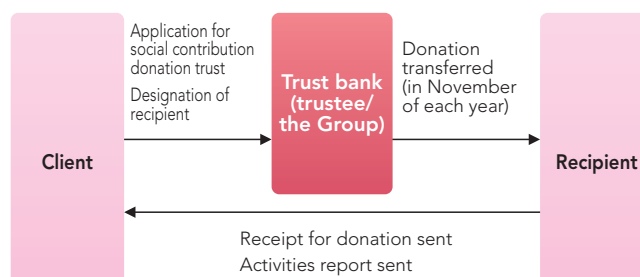 Application for
social contribution
donation trust
Designation of
recipient
Client
Trust bank
(trustee/
the Group)
Donation
transferred
(in November
of each year)
Recipient
Receipt for donation sent
Activities report sent